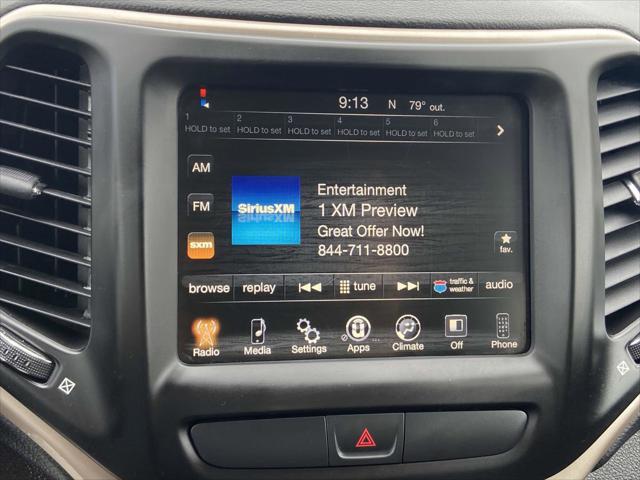 9:13 N 79° out.
1 2 3 4 5 6
HOLD to set HOLD to set HOLD to set HOLD to set HOLD to set HOLD to set
AM
FM
sxm
SiriusXM
Entertainment
1 XM Preview
Great Offer Now!
844-711-8800
fav.
browse replay tune traffic & weather audio
Radio Media Settings Apps Climate Off Phone